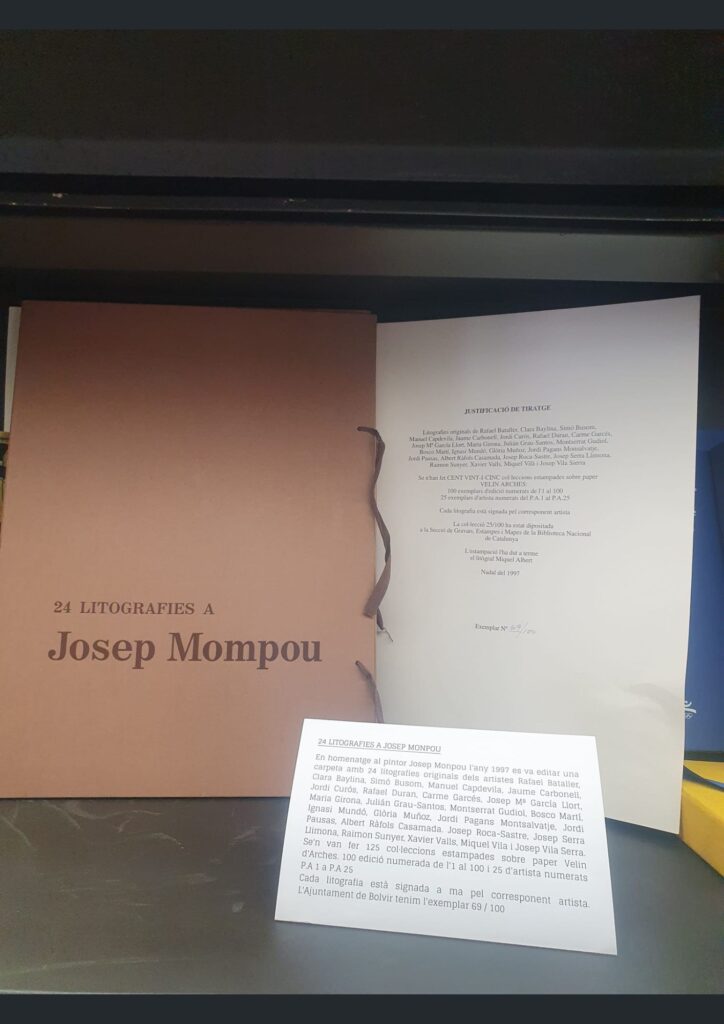 24 LITOGRAFIES A
Josep Mompou
JUSTIFICACIÓ DE TIRATGE
Litografies originals de Rafael Bataller, Clara Baylina, Simó Busom,
Manuel Capdevila, Jaume Carbonell, Jordi Curós, Rafael Duran, Carme Garcés,
Josep Mª García Llort, Maria Girona, Julián Grau-Santos, Montserrat Gudiol,
Bosco Martí, Ignasi Mundó, Glòria Muñoz, Jordi Pagans Monsalvatje,
Jordi Pausas, Albert Ràfols Casamada, Josep Roca-Sastre, Josep Serra Llimona,
Raimon Sunyer, Xavier Valls, Miquel Vilà i Josep Vila Sierra
Se n'han fet CENT VINT-I CINC col·leccions estampades sobre paper
VELIN ARCHES:
100 exemplars d'edició numerats de l'1 al 100
25 exemplars d'artista numerats del P.A.1 al P.A.25
Cada litografia està signada pel corresponent artista
La col·lecció 25/100 ha estat dipositada
a la Secció de Gravats, Estampes i Mapes de la Biblioteca Nacional
de Catalunya
L'estampació l'ha dut a terme
el litògraf Miquel Albert
Nadal del 1997
Exemplar Nº 69/100
24 LITOGRAFIES A JOSEP MONPOU
En homenatge al pintor Josep Monpou l'any 1997 es va editar una
carpeta amb 24 litografies originals dels artistes Rafael Bataller,
Clara Baylina, Simó Busom, Manuel Capdevila, Jaume Carbonell,
Jordi Curós, Rafael Duran, Carme Garcés, Josep Mª García Llort,
Maria Girona, Julián Grau-Santos, Montserrat Gudiol, Bosco Martí,
Ignasi Mundó, Glòria Muñoz, Jordi Pagans Montsalvatje, Jordi
Pausas, Albert Ràfols Casamada, Josep Roca-Sastre, Josep Serra
Llimona, Raimon Sunyer, Xavier Valls, Miquel Vila i Josep Vila Serra.
Se'n van fer 125 col·leccions estampades sobre paper Velin
d'Arches. 100 edició numerada de l'1 al 100 i 25 d'artista numerats
P.A 1 a P.A 25
Cada litografia està signada a ma pel corresponent artista.
L'Ajuntament de Bolvir tenim l'exemplar 69 / 100